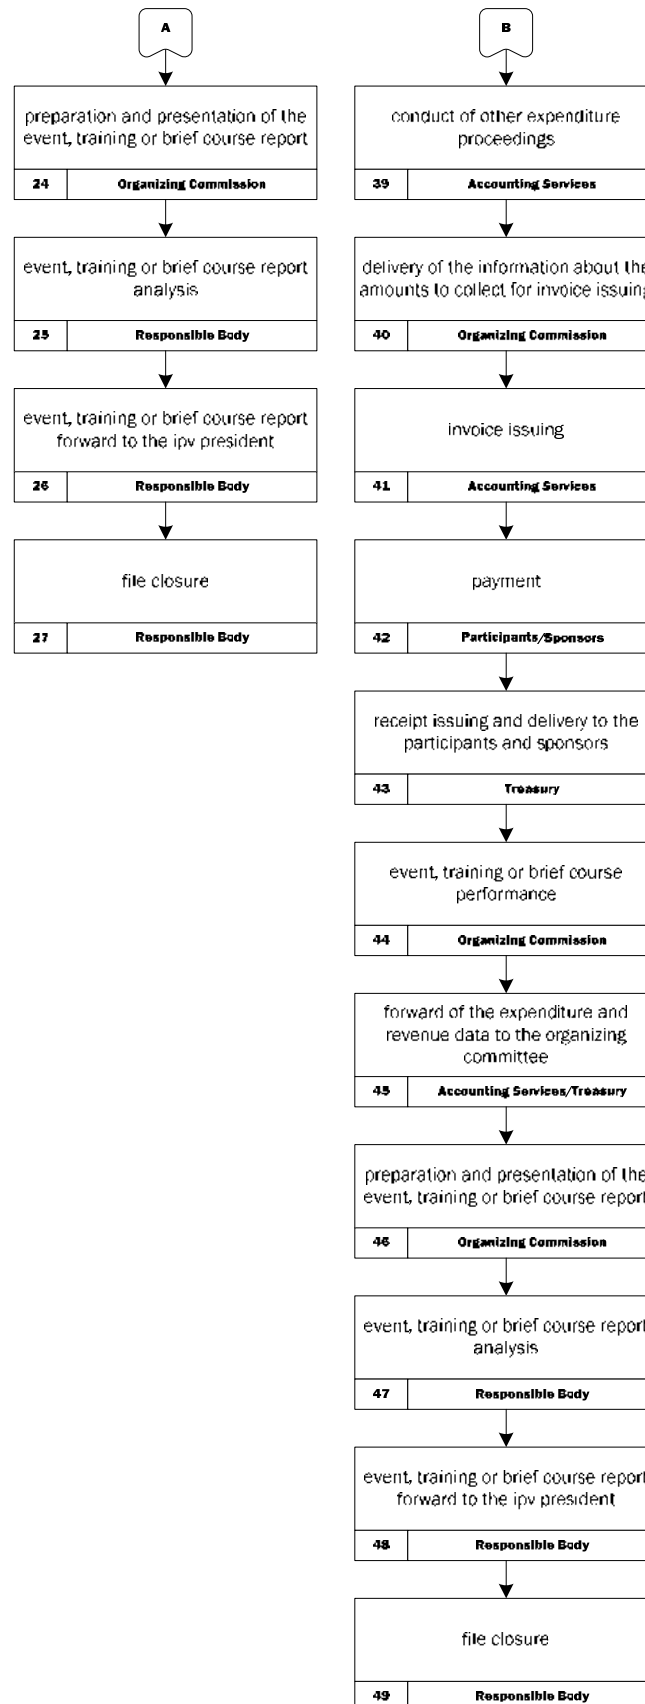 A
preparation and presentation of the
event, training or brief course report
24 Organizing Commission
event, training or brief course report
analysis
25 Responsible Body
event, training or brief course report
forward to the ipv president
26 Responsible Body
file closure
27 Responsible Body
B
conduct of other expenditure
proceedings
39 Accounting Services
delivery of the information about the
amounts to collect for invoice issuing
40 Organizing Commission
invoice issuing
41 Accounting Services
payment
42 Participants/Sponsors
receipt issuing and delivery to the
participants and sponsors
43 Treasury
event, training or brief course
performance
44 Organizing Commission
forward of the expenditure and
revenue data to the organizing
committee
45 Accounting Services/Treasury
preparation and presentation of the
event, training or brief course report
46 Organizing Commission
event, training or brief course report
analysis
47 Responsible Body
event, training or brief course report
forward to the ipv president
48 Responsible Body
file closure
49 Responsible Body